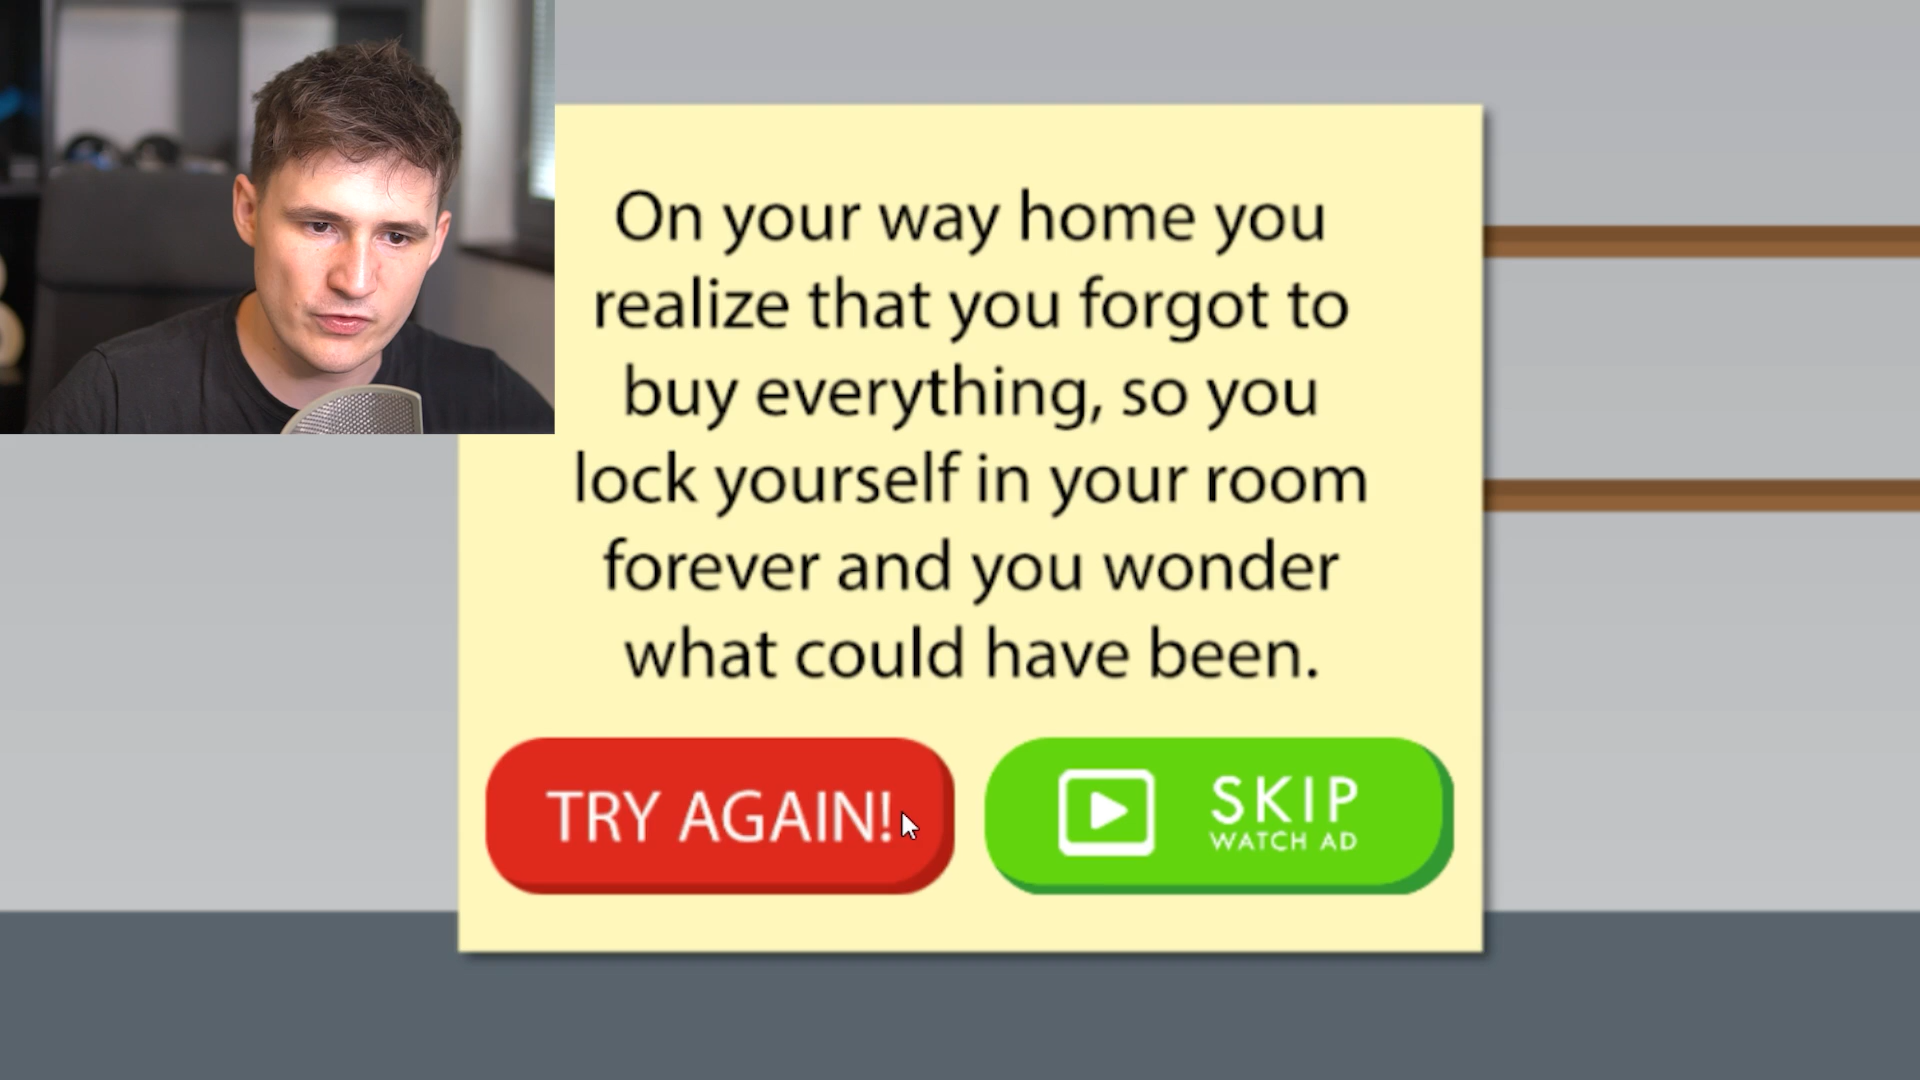 On your way home you
realize that you forgot to
buy everything, so you
lock yourself in your room
forever and you wonder
what could have been.
TRY AGAIN!
SKIP
WATCH AD